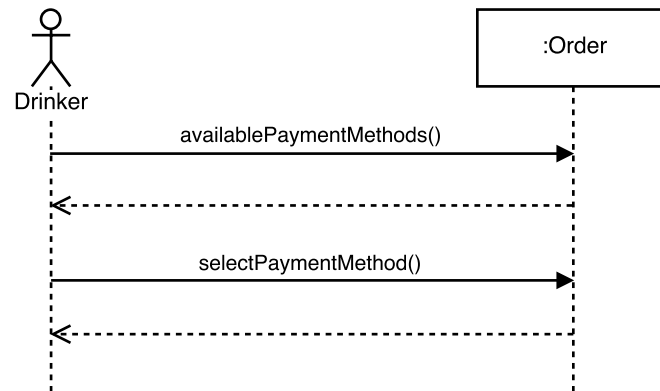 :Order
Drinker
availablePaymentMethods()
selectPaymentMethod()